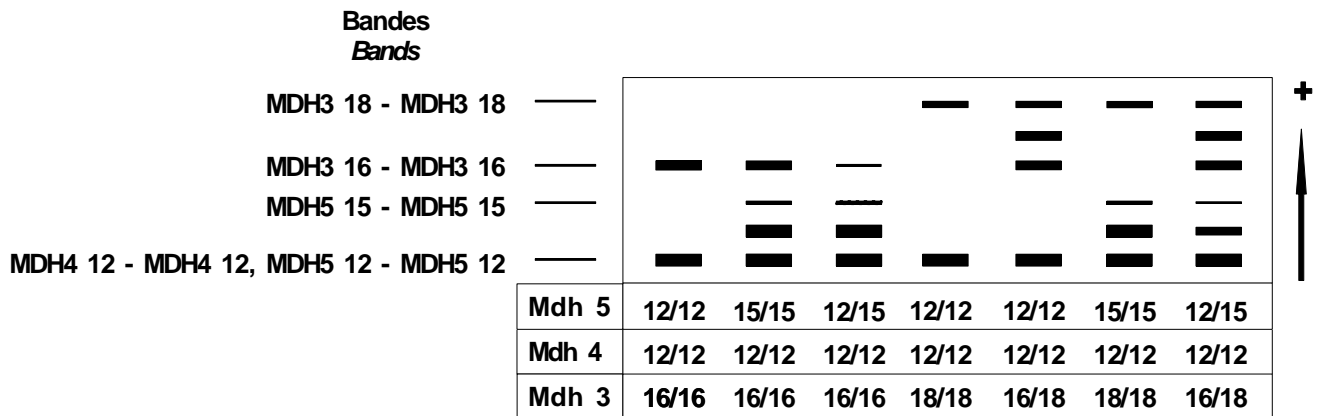 Bandes
Bands
MDH3 18 - MDH3 18
+
MDH3 16 - MDH3 16
MDH5 15 - MDH5 15
MDH4 12 - MDH4 12, MDH5 12 - MDH5 12
Mdh 5 12/12 15/15 12/15 12/12 12/12 15/15 12/15
Mdh 4 12/12 12/12 12/12 12/12 12/12 12/12 12/12
Mdh 3 16/16 16/16 16/16 18/18 16/18 18/18 16/18